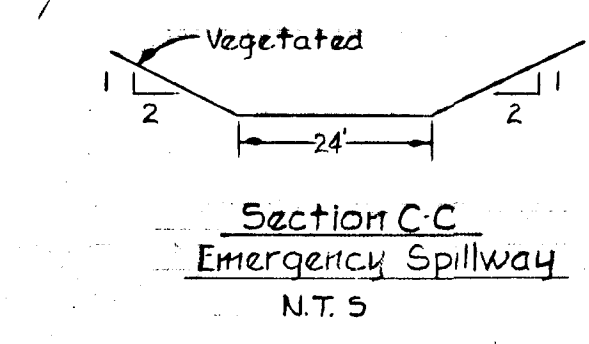 Vegetated
1
2
1
2
24'
Section C-C
Emergency Spillway
N.T.S